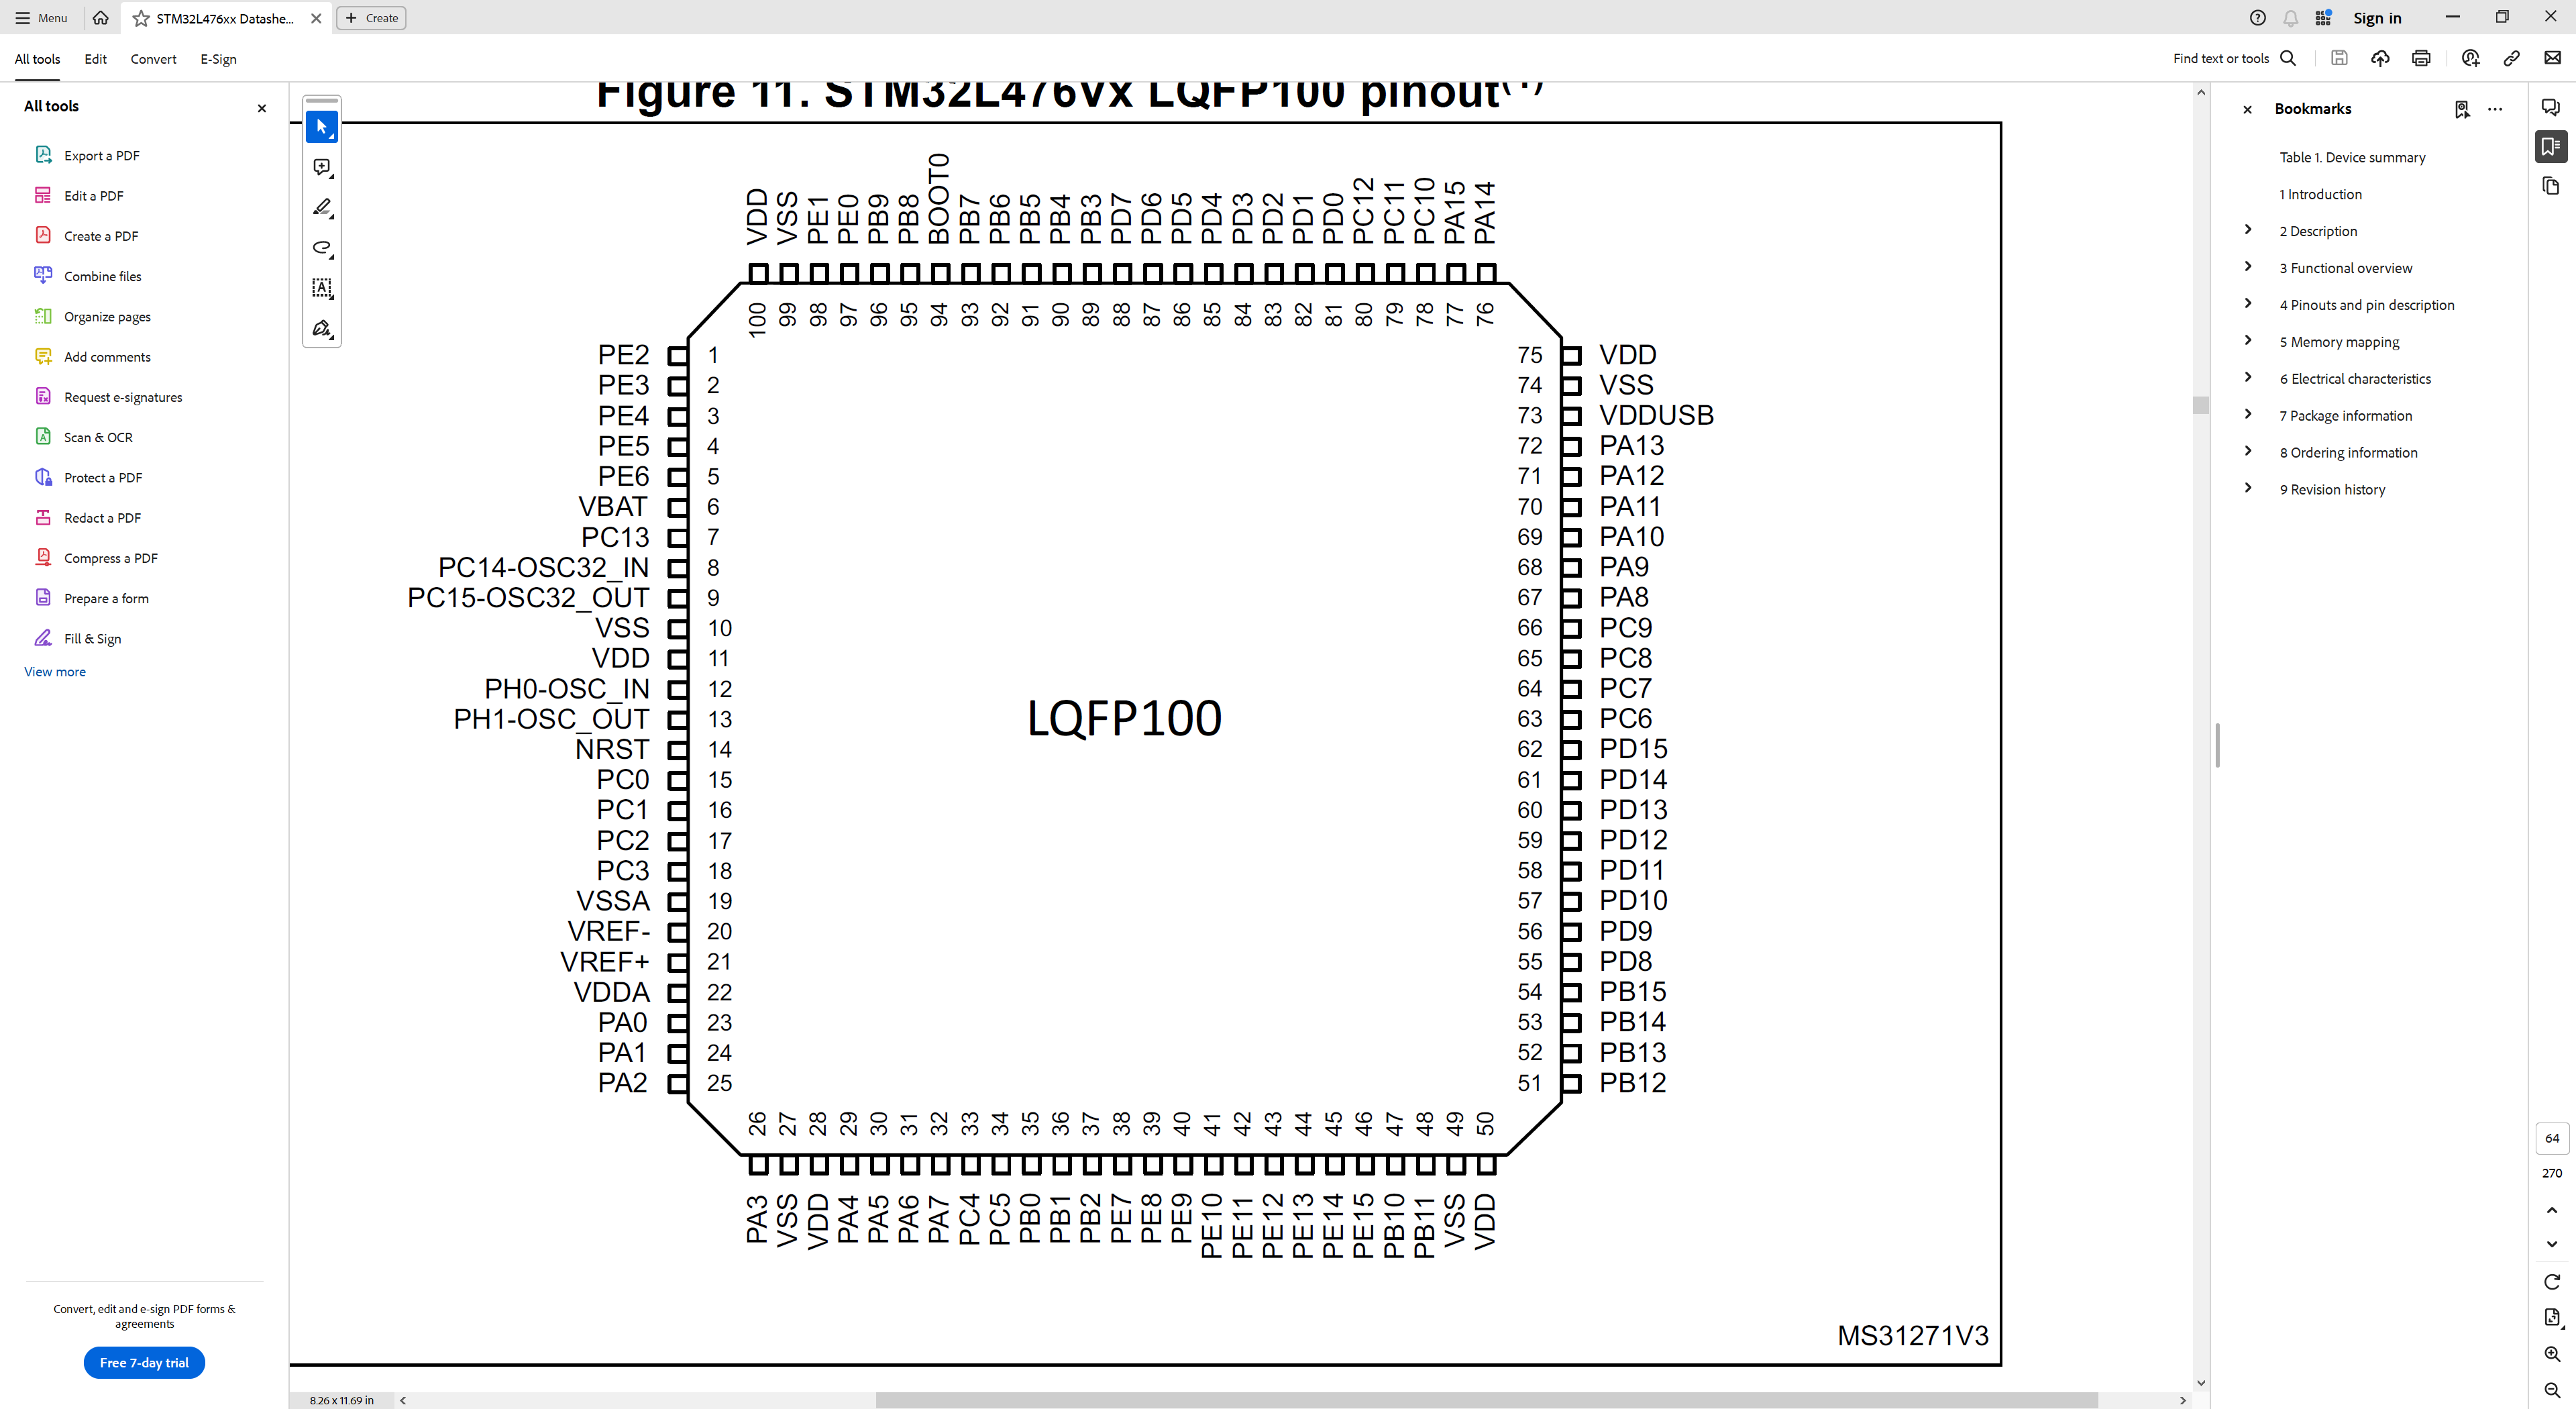 Menu
STM32L476xx Datashe...
Create
Sign in
All tools
Edit
Convert
E-Sign
Find text or tools
All tools
Export a PDF
Edit a PDF
Create a PDF
Combine files
Organize pages
Add comments
Request e-signatures
Scan & OCR
Protect a PDF
Redact a PDF
Compress a PDF
Prepare a form
Fill & Sign
View more
Convert, edit and e-sign PDF forms &
agreements
Free 7-day trial
Figure 11. STM32L476Vx LQFP100 pinout(1)
VDD VSS PE1 PE0 PB9 PB8 BOOT0 PB7 PB6 PB5 PB4 PB3 PD7 PD6 PD5 PD4 PD3 PD2 PD1 PD0 PC12 PC11 PC10 PA15 PA14
100 99 98 97 96 95 94 93 92 91 90 89 88 87 86 85 84 83 82 81 80 79 78 77 76
PE2 1 75 VDD
PE3 2 74 VSS
PE4 3 73 VDDUSB
PE5 4 72 PA13
PE6 5 71 PA12
VBAT 6 70 PA11
PC13 7 69 PA10
PC14-OSC32_IN 8 68 PA9
PC15-OSC32_OUT 9 67 PA8
VSS 10 66 PC9
VDD 11 65 PC8
PH0-OSC_IN 12 64 PC7
PH1-OSC_OUT 13 63 PC6
NRST 14 62 PD15
PC0 15 61 PD14
PC1 16 60 PD13
PC2 17 59 PD12
PC3 18 58 PD11
VSSA 19 57 PD10
VREF- 20 56 PD9
VREF+ 21 55 PD8
VDDA 22 54 PB15
PA0 23 53 PB14
PA1 24 52 PB13
PA2 25 51 PB12
LQFP100
26 27 28 29 30 31 32 33 34 35 36 37 38 39 40 41 42 43 44 45 46 47 48 49 50
PA3 VSS VDD PA4 PA5 PA6 PA7 PC4 PC5 PB0 PB1 PB2 PE7 PE8 PE9 PE10 PE11 PE12 PE13 PE14 PE15 PB10 PB11 VSS VDD
MS31271V3
8.26 x 11.69 in
Bookmarks
Table 1. Device summary
1 Introduction
2 Description
3 Functional overview
4 Pinouts and pin description
5 Memory mapping
6 Electrical characteristics
7 Package information
8 Ordering information
9 Revision history
64
270